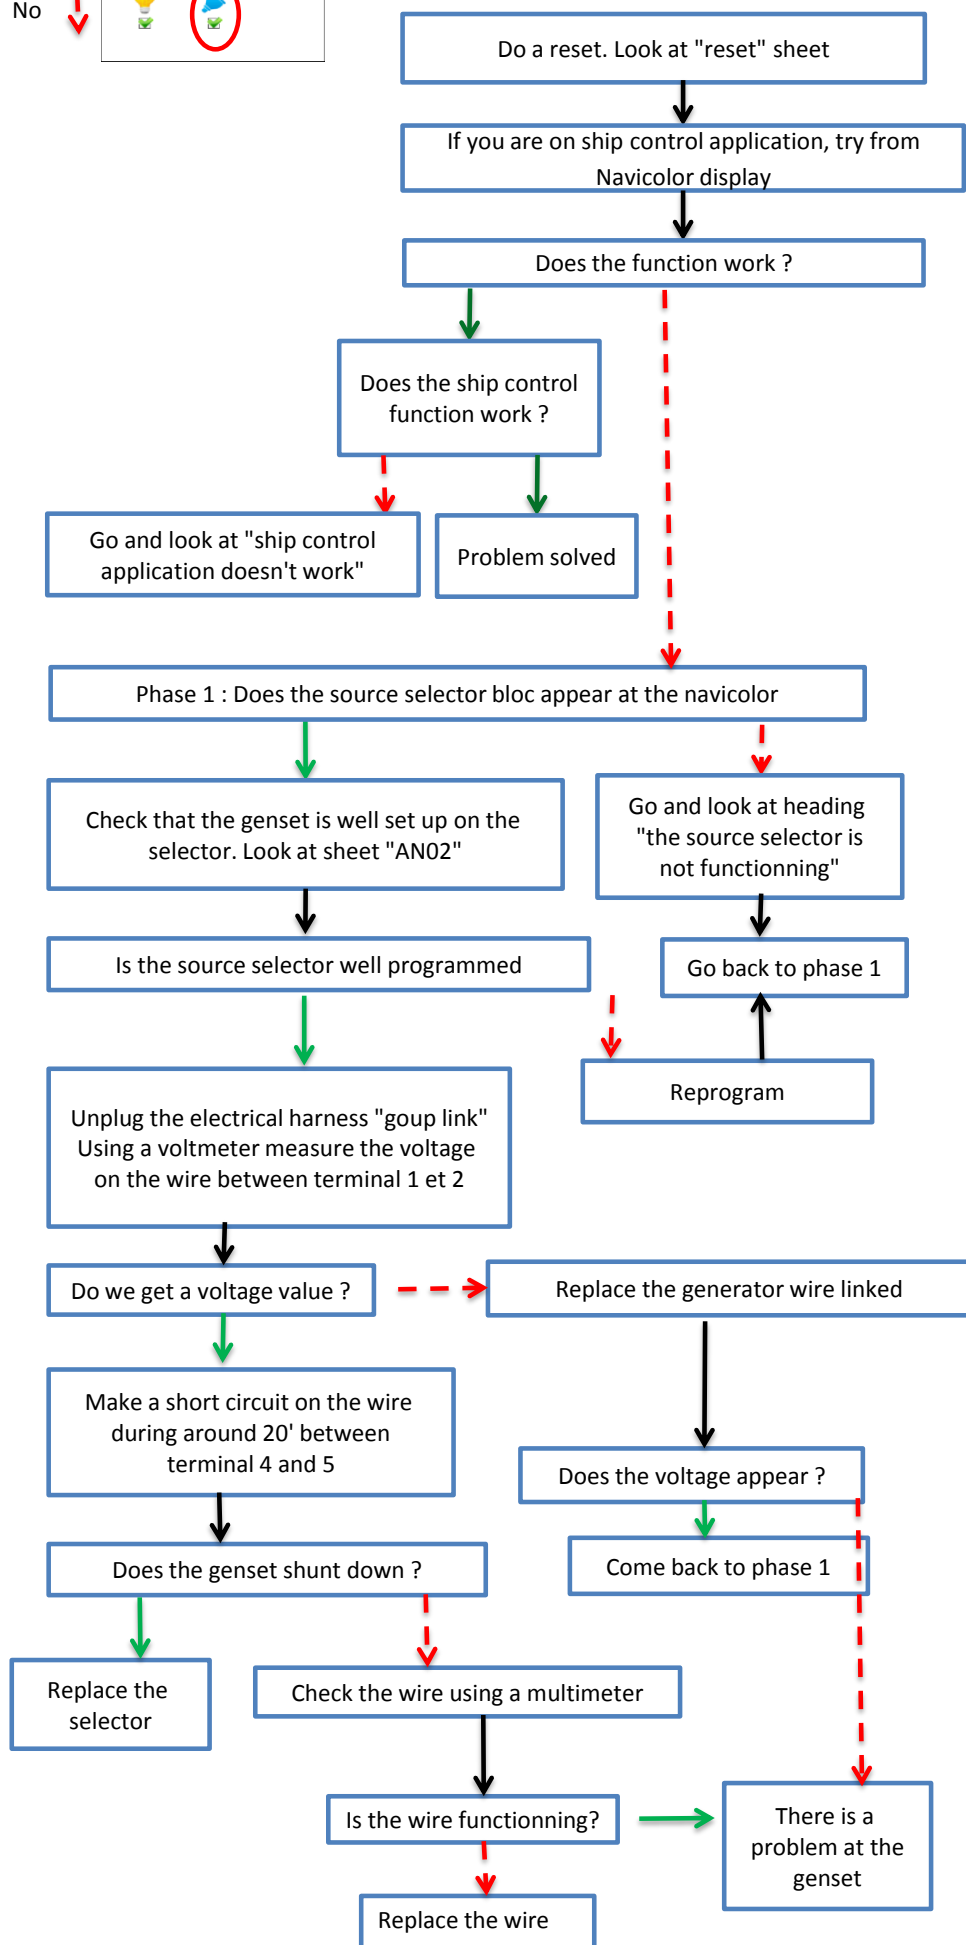 No
Do a reset. Look at "reset" sheet
If you are on ship control application, try from
Navicolor display
Does the function work ?
Does the ship control
function work ?
Go and look at "ship control
application doesn't work"
Problem solved
Phase 1 : Does the source selector bloc appear at the navicolor
Check that the genset is well set up on the
selector. Look at sheet "AN02"
Go and look at heading
"the source selector is
not functionning"
Is the source selector well programmed
Go back to phase 1
Reprogram
Unplug the electrical harness "goup link"
Using a voltmeter measure the voltage
on the wire between terminal 1 et 2
Do we get a voltage value ?
Replace the generator wire linked
Make a short circuit on the wire
during around 20' between
terminal 4 and 5
Does the voltage appear ?
Does the genset shunt down ?
Come back to phase 1
Replace the
selector
Check the wire using a multimeter
Is the wire functionning?
There is a
problem at the
genset
Replace the wire